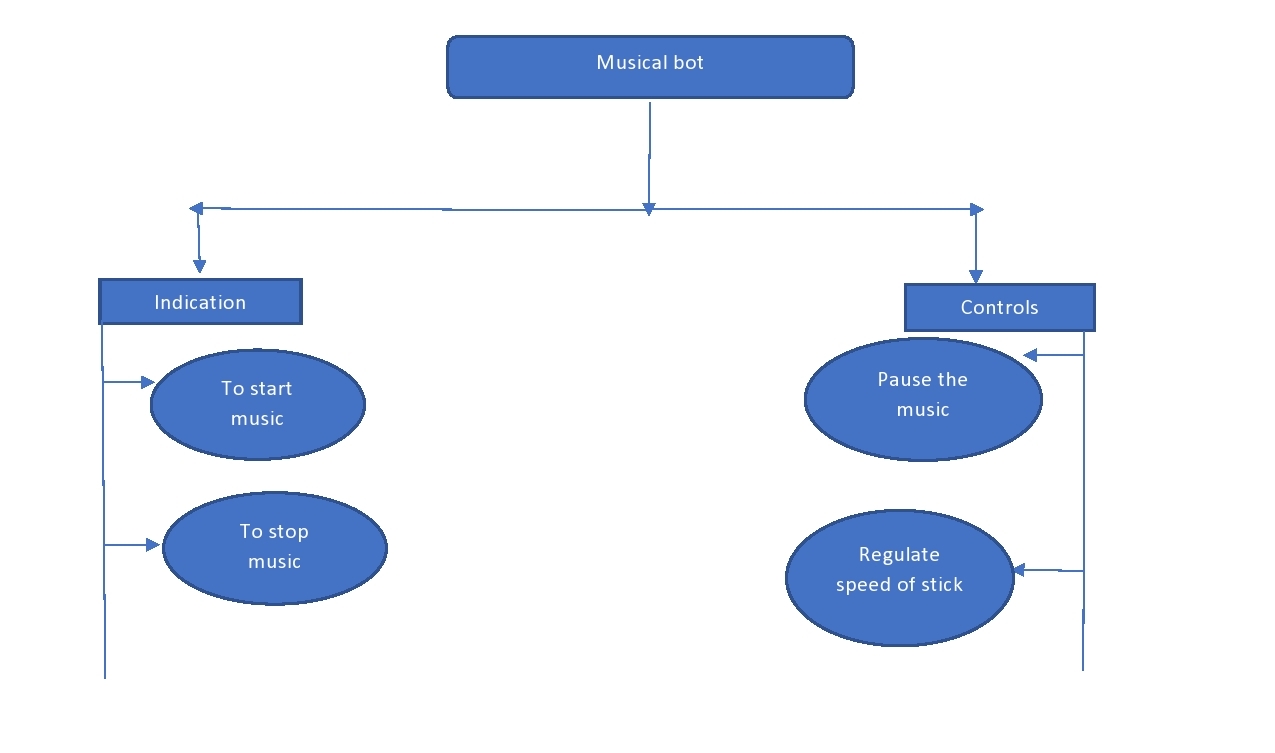 Musical bot
Indication
Controls
To start
music
Pause the
music
To stop
music
Regulate
speed of stick